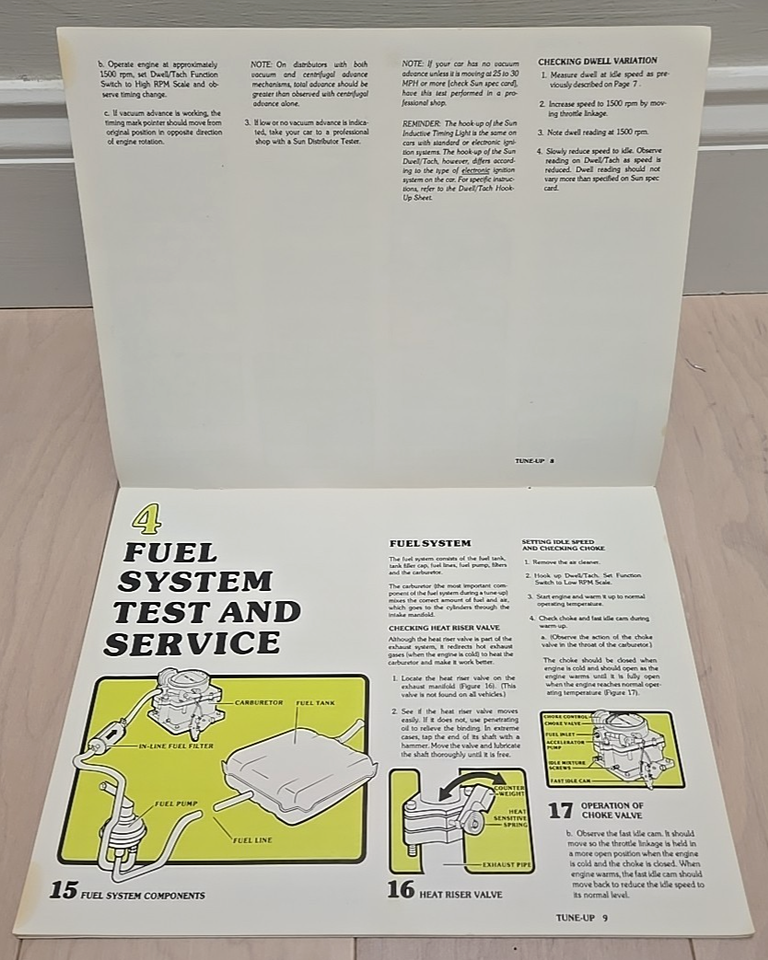 b. Operate engine at approximately
1500 rpm, set Dwell/Tach Function
Switch to High RPM Scale and ob-
serve timing change.
c. If vacuum advance is working, the
timing mark pointer should move from
original position in opposite direction
of engine rotation.
NOTE: On distributors with both
vacuum and centrifugal advance
mechanisms, total advance should be
greater than observed with centrifugal
advance alone.
3. If low or no vacuum advance is indica-
ted, take your car to a professional
shop with a Sun Distributor Tester.
NOTE: If your car has no vacuum
advance unless it is moving at 25 to 30
MPH or more (check Sun spec card),
have this test performed in a pro-
fessional shop.
REMINDER: The hook-up of the Sun
Inductive Timing Light is the same on
cars with standard or electronic igni-
tion systems. The hook-up of the Sun
Dwell/Tach, however, differs accord-
ing to the type of electronic ignition
system on the car. For specific instruc-
tions, refer to the Dwell/Tach Hook-
Up Sheet.
CHECKING DWELL VARIATION
1. Measure dwell at idle speed as pre-
viously described on Page 7.
2. Increase speed to 1500 rpm by mov-
ing throttle linkage.
3. Note dwell reading at 1500 rpm.
4. Slowly reduce speed to idle. Observe
reading on Dwell/Tach as speed is
reduced. Dwell reading should not
vary more than specified on Sun spec
card.
TUNE-UP 8
4
FUEL
SYSTEM
TEST AND
SERVICE
CARBURETOR
FUEL TANK
IN-LINE FUEL FILTER
FUEL PUMP
FUEL LINE
15 FUEL SYSTEM COMPONENTS
FUEL SYSTEM
The fuel system consists of the fuel tank,
tank filler cap, fuel lines, fuel pump, filters
and the carburetor.
The carburetor (the most important com-
ponent of the fuel system during a tune-up)
mixes the correct amount of fuel and air,
which goes to the cylinders through the
intake manifold.
CHECKING HEAT RISER VALVE
Although the heat riser valve is part of the
exhaust system, it redirects hot exhaust
gases (when the engine is cold) to heat the
carburetor and make it work better.
1. Locate the heat riser valve on the
exhaust manifold (Figure 16). (This
valve is not found on all vehicles.)
2. See if the heat riser valve moves
easily. If it does not, use penetrating
oil to relieve the binding. In extreme
cases, tap the end of its shaft with a
hammer. Move the valve and lubricate
the shaft thoroughly until it is free.
COUNTER
WEIGHT
HEAT
SENSITIVE
SPRING
EXHAUST PIPE
16 HEAT RISER VALVE
SETTING IDLE SPEED
AND CHECKING CHOKE
1. Remove the air cleaner.
2. Hook up Dwell/Tach. Set Function
Switch to Low RPM Scale.
3. Start engine and warm it up to normal
operating temperature.
4. Check choke and fast idle cam during
warm-up.
a. (Observe the action of the choke
valve in the throat of the carburetor.)
The choke should be closed when
engine is cold and should open as the
engine warms until it is fully open
when the engine reaches normal oper-
ating temperature (Figure 17).
CHOKE CONTROL
CHOKE VALVE
FUEL INLET
ACCELERATOR
PUMP
IDLE MIXTURE
SCREWS
FAST IDLE CAM
17 OPERATION OF
CHOKE VALVE
b. Observe the fast idle cam. It should
move so the throttle linkage is held in
a more open position when the engine
is cold and the choke is closed. When
engine warms, the fast idle cam should
move back to reduce the idle speed to
its normal level.
TUNE-UP 9